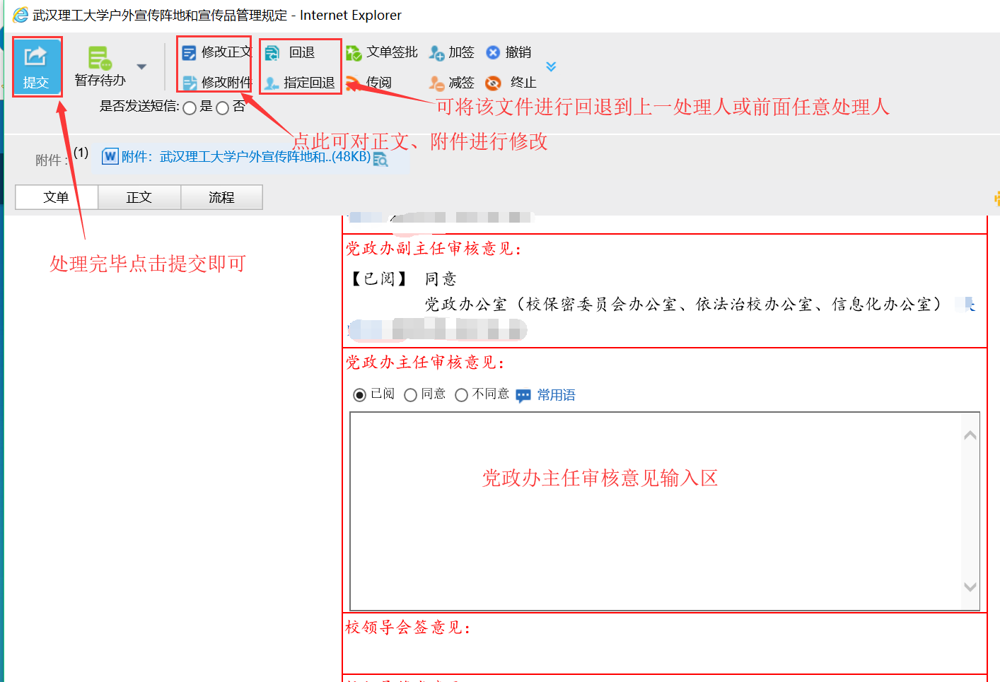 武汉理工大学户外宣传阵地和宣传品管理规定 - Internet Explorer
提交
暂存待办
修改正文
回退
文单签批
加签
撤销
修改附件
指定回退
传阅
减签
终止
是否发送短信: 是 否
可将该文件进行回退到上一处理人或前面任意处理人
点此可对正文、附件进行修改
附件: (1) 附件：武汉理工大学户外宣传阵地和..(48KB)
文单 正文 流程
处理完毕点击提交即可
党政办副主任审核意见：
【已阅】 同意
党政办公室（校保密委员会办公室、依法治校办公室、信息化办公室）
党政办主任审核意见：
已阅 同意 不同意 常用语
党政办主任审核意见输入区
校领导会签意见：